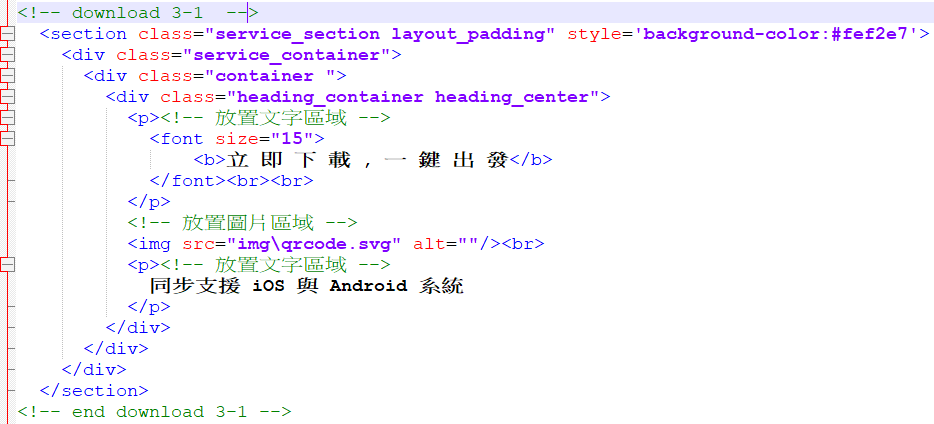 <!-- download 3-1  -->
<section class="service_section layout_padding" style='background-color:#fef2e7'>
<div class="service_container">
<div class="container ">
<div class="heading_container heading_center">
<p><!-- 放置文字區域 -->
<font size="15">
<b>立 即 下 載 , 一 鍵 出 發</b>
</font><br><br>
</p>
<!-- 放置圖片區域 -->
<img src="img\qrcode.svg" alt=""/><br>
<p><!-- 放置文字區域 -->
同步支援 iOS 與 Android 系統
</p>
</div>
</div>
</div>
</section>
<!-- end download 3-1 -->